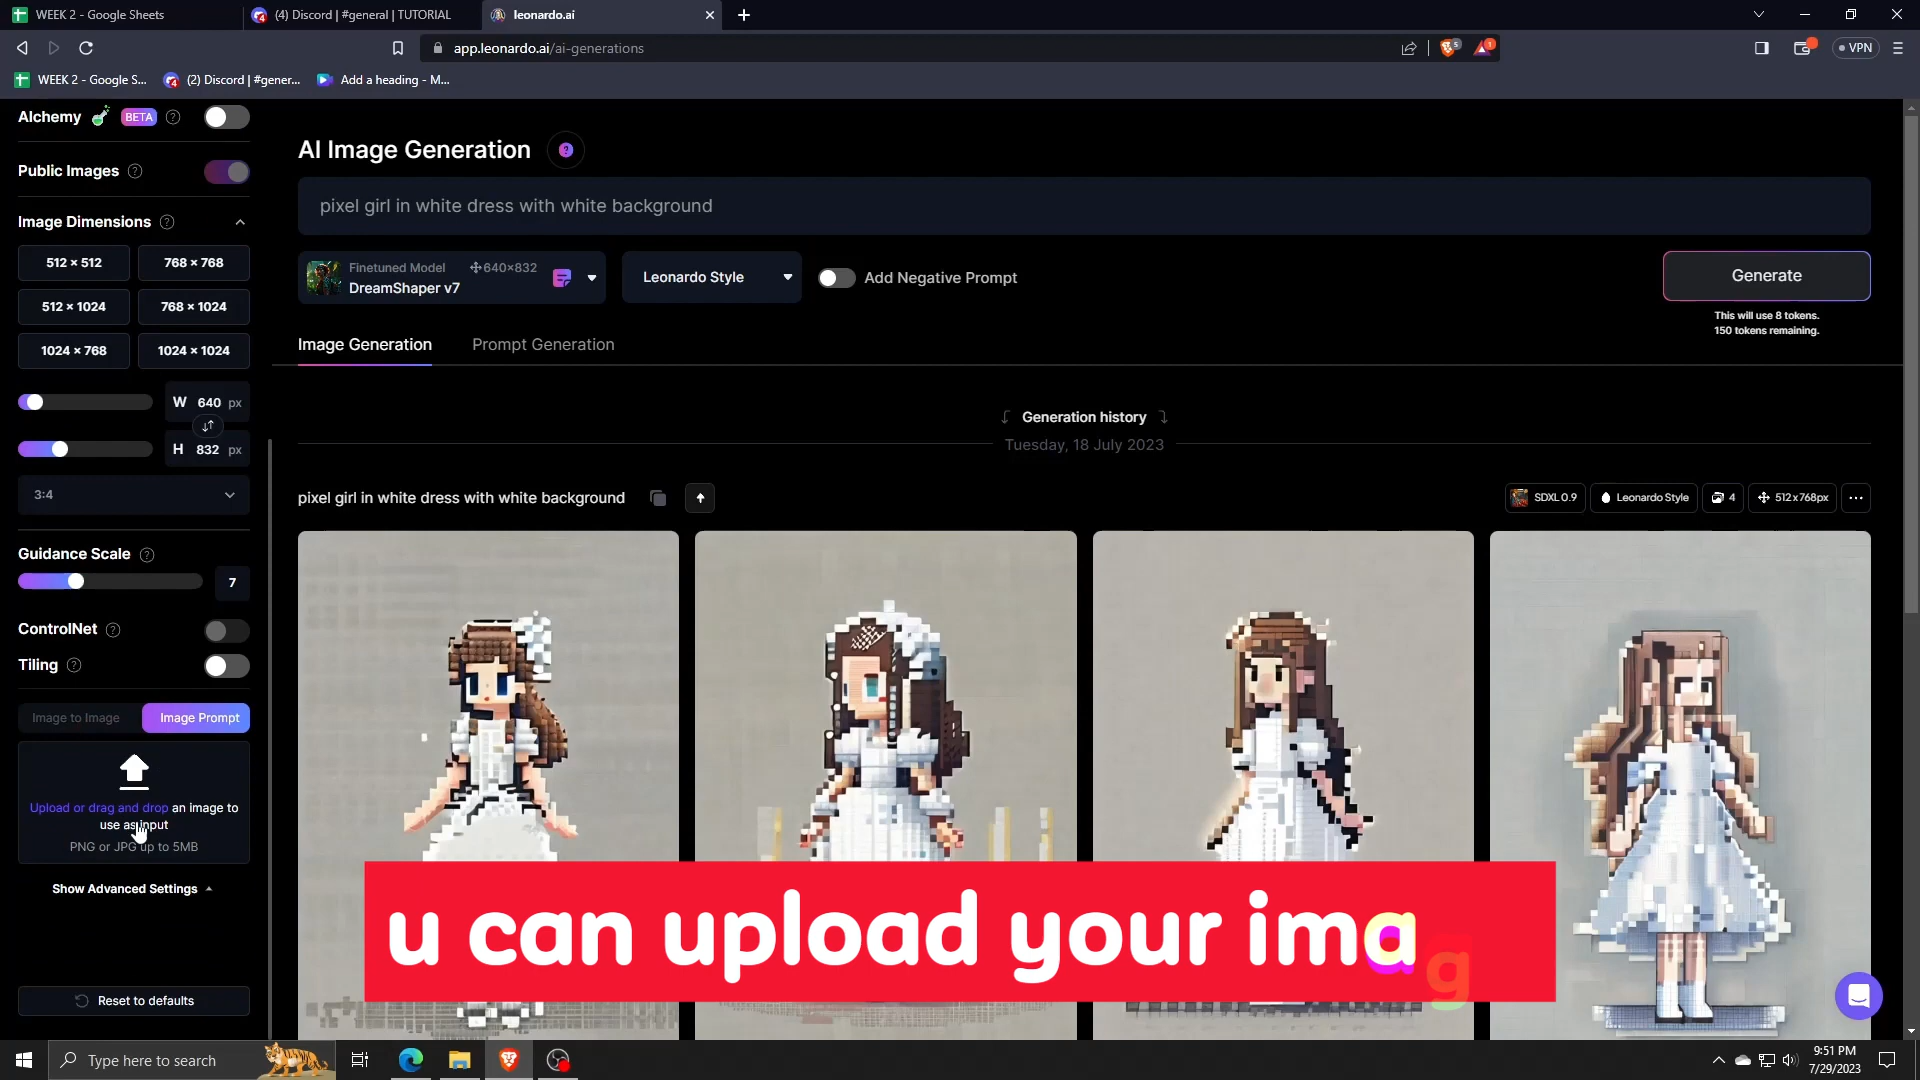 WEEK 2 - Google Sheets
(4) Discord | #general | TUTORIAL
leonardo.ai
app.leonardo.ai/ai-generations
5
1
VPN
WEEK 2 - Google S...
(2) Discord | #gener...
Add a heading - M...
Alchemy BETA
Public Images
Image Dimensions
512 × 512
768 × 768
512 × 1024
768 × 1024
1024 × 768
1024 × 1024
W 640 px
H 832 px
3:4
Guidance Scale
7
ControlNet
Tiling
Image to Image
Image Prompt
Upload or drag and drop an image to
use as input
PNG or JPG up to 5MB
Show Advanced Settings
Reset to defaults
AI Image Generation
pixel girl in white dress with white background
Finetuned Model 640×832
DreamShaper v7
Leonardo Style
Add Negative Prompt
Generate
This will use 8 tokens.
150 tokens remaining.
Image Generation
Prompt Generation
Generation history
Tuesday, 18 July 2023
pixel girl in white dress with white background
SDXL 0.9
Leonardo Style
4
512x768px
u can upload your imag
Type here to search
9:51 PM
7/29/2023